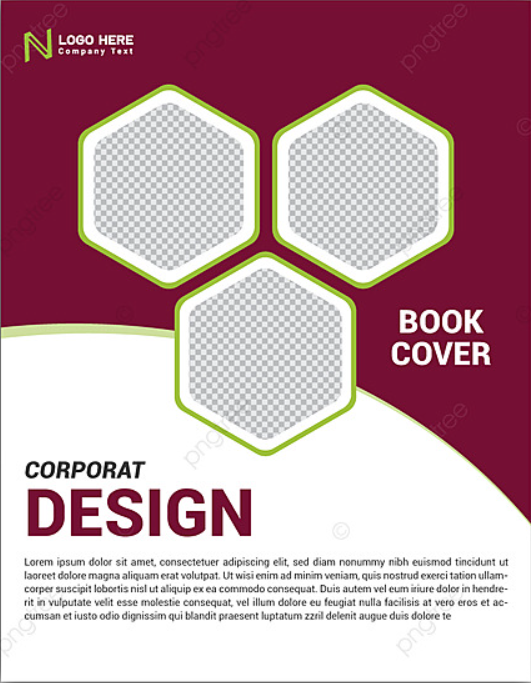 LOGO HERE
Company Text
BOOK
COVER
CORPORAT
DESIGN
Lorem ipsum dolor sit amet, consectetuer adipiscing elit, sed diam nonummy nibh euismod tincidunt ut
laoreet dolore magna aliquam erat volutpat. Ut wisi enim ad minim veniam, quis nostrud exerci tation ullam-
corper suscipit lobortis nisl ut aliquip ex ea commodo consequat. Duis autem vel eum iriure dolor in hendre-
rit in vulputate velit esse molestie consequat, vel illum dolore eu feugiat nulla facilisis at vero eros et ac-
cumsan et iusto odio dignissim qui blandit praesent luptatum zzril delenit augue duis dolore te